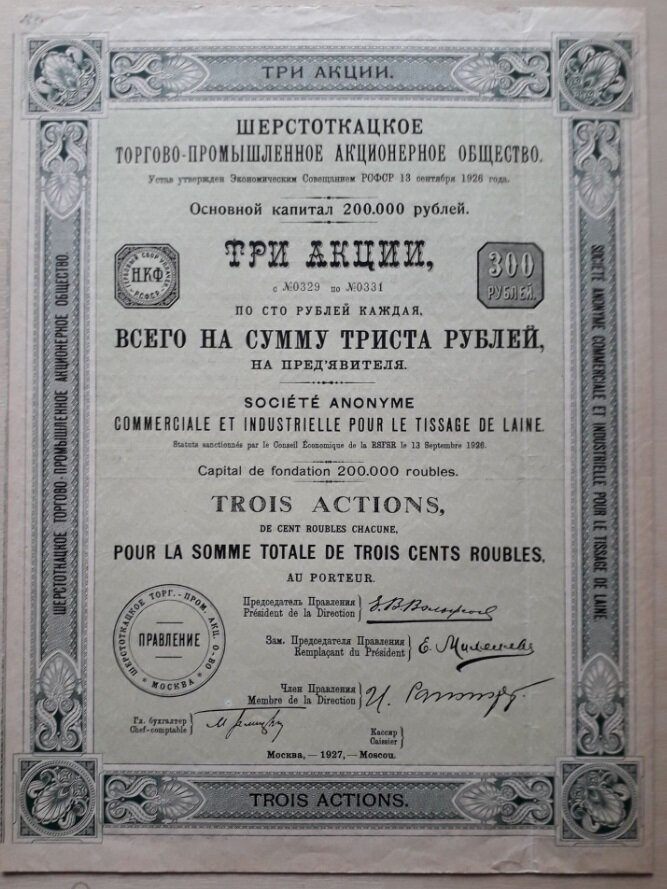 ТРИ АКЦИИ.
ШЕРСТОТКАЦКОЕ
ТОРГОВО-ПРОМЫШЛЕННОЕ АКЦИОНЕРНОЕ ОБЩЕСТВО.
Устав утвержден Экономическим Совещанием РСФСР 13 сентября 1926 года.
Основной капитал 200.000 рублей.
ТРИ АКЦИИ,
с №0329 по №0331
ПО СТО РУБЛЕЙ КАЖДАЯ,
ВСЕГО НА СУММУ ТРИСТА РУБЛЕЙ,
НА ПРЕД'ЯВИТЕЛЯ.
Н.К.Ф.
РСФСР.
300
РУБЛЕЙ.
SOCIÉTÉ ANONYME
COMMERCIALE ET INDUSTRIELLE POUR LE TISSAGE DE LAINE.
Statuts sanctionnés par le Conseil Économique de la RSFSR le 13 Septembre 1926.
Capital de fondation 200.000 roubles.
TROIS ACTIONS,
DE CENT ROUBLES CHACUNE,
POUR LA SOMME TOTALE DE TROIS CENTS ROUBLES,
AU PORTEUR.
Председатель Правления
Président de la Direction
Зам. Председателя Правления
Remplaçant du Président
Член Правления
Membre de la Direction
Гл. бухгалтер
Chef-comptable
Кассир
Caissier
ШЕРСТОТКАЦКОЕ ТОРГ.-ПРОМ. АКЦ. О-ВО
ПРАВЛЕНИЕ
МОСКВА
Москва, —1927,— Moscou.
TROIS ACTIONS.
ШЕРСТОТКАЦКОЕ ТОРГОВО-ПРОМЫШЛЕННОЕ АКЦИОНЕРНОЕ ОБЩЕСТВО.
SOCIÉTÉ ANONYME COMMERCIALE ET INDUSTRIELLE POUR LE TISSAGE DE LAINE